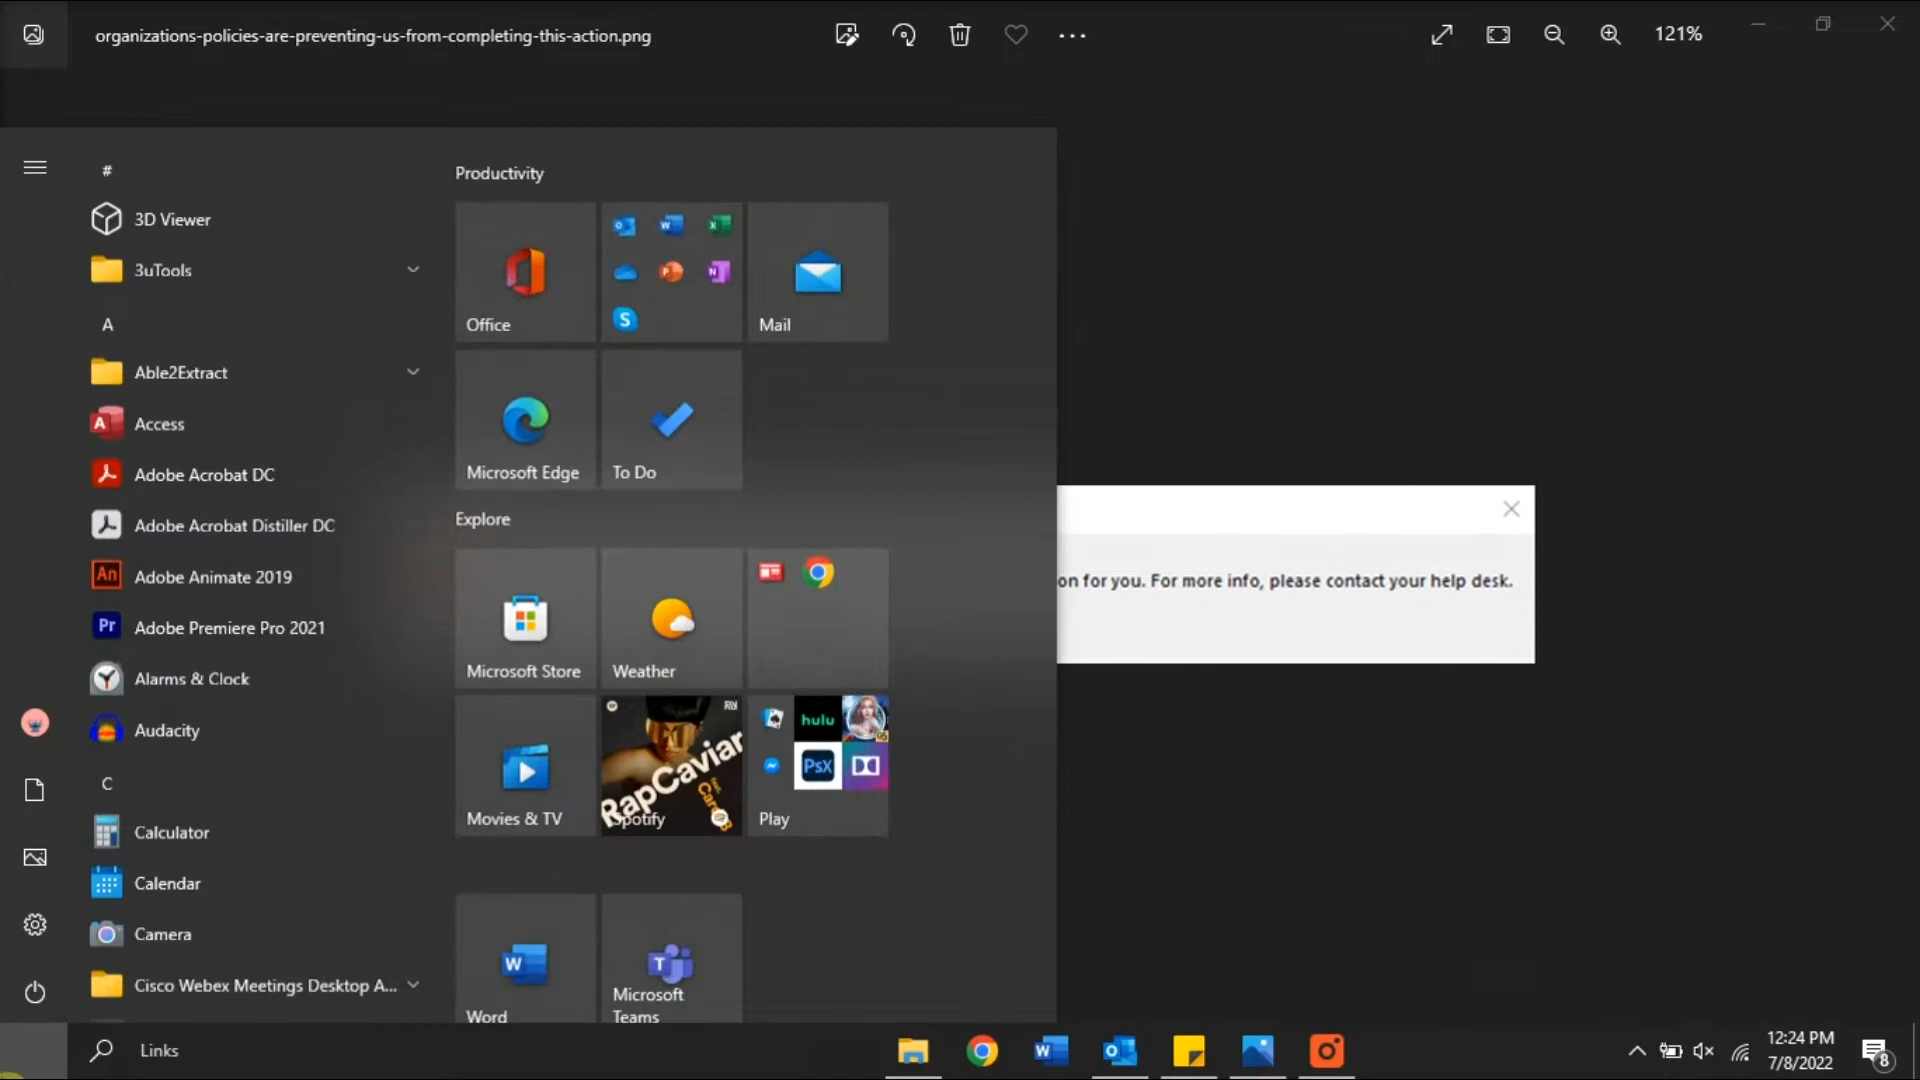 organizations-policies-are-preventing-us-from-completing-this-action.png
121%
#
3D Viewer
3uTools
A
Able2Extract
Access
Adobe Acrobat DC
Adobe Acrobat Distiller DC
Adobe Animate 2019
Adobe Premiere Pro 2021
Alarms & Clock
Audacity
C
Calculator
Calendar
Camera
Cisco Webex Meetings Desktop A...
Productivity
Office
Mail
Microsoft Edge
To Do
Explore
Microsoft Store
Weather
Movies & TV
RapCaviar
feat.
Cardi B
Spotify
hulu
PsX
Play
Word
Microsoft
Teams
on for you. For more info, please contact your help desk.
Links
12:24 PM
7/8/2022
8